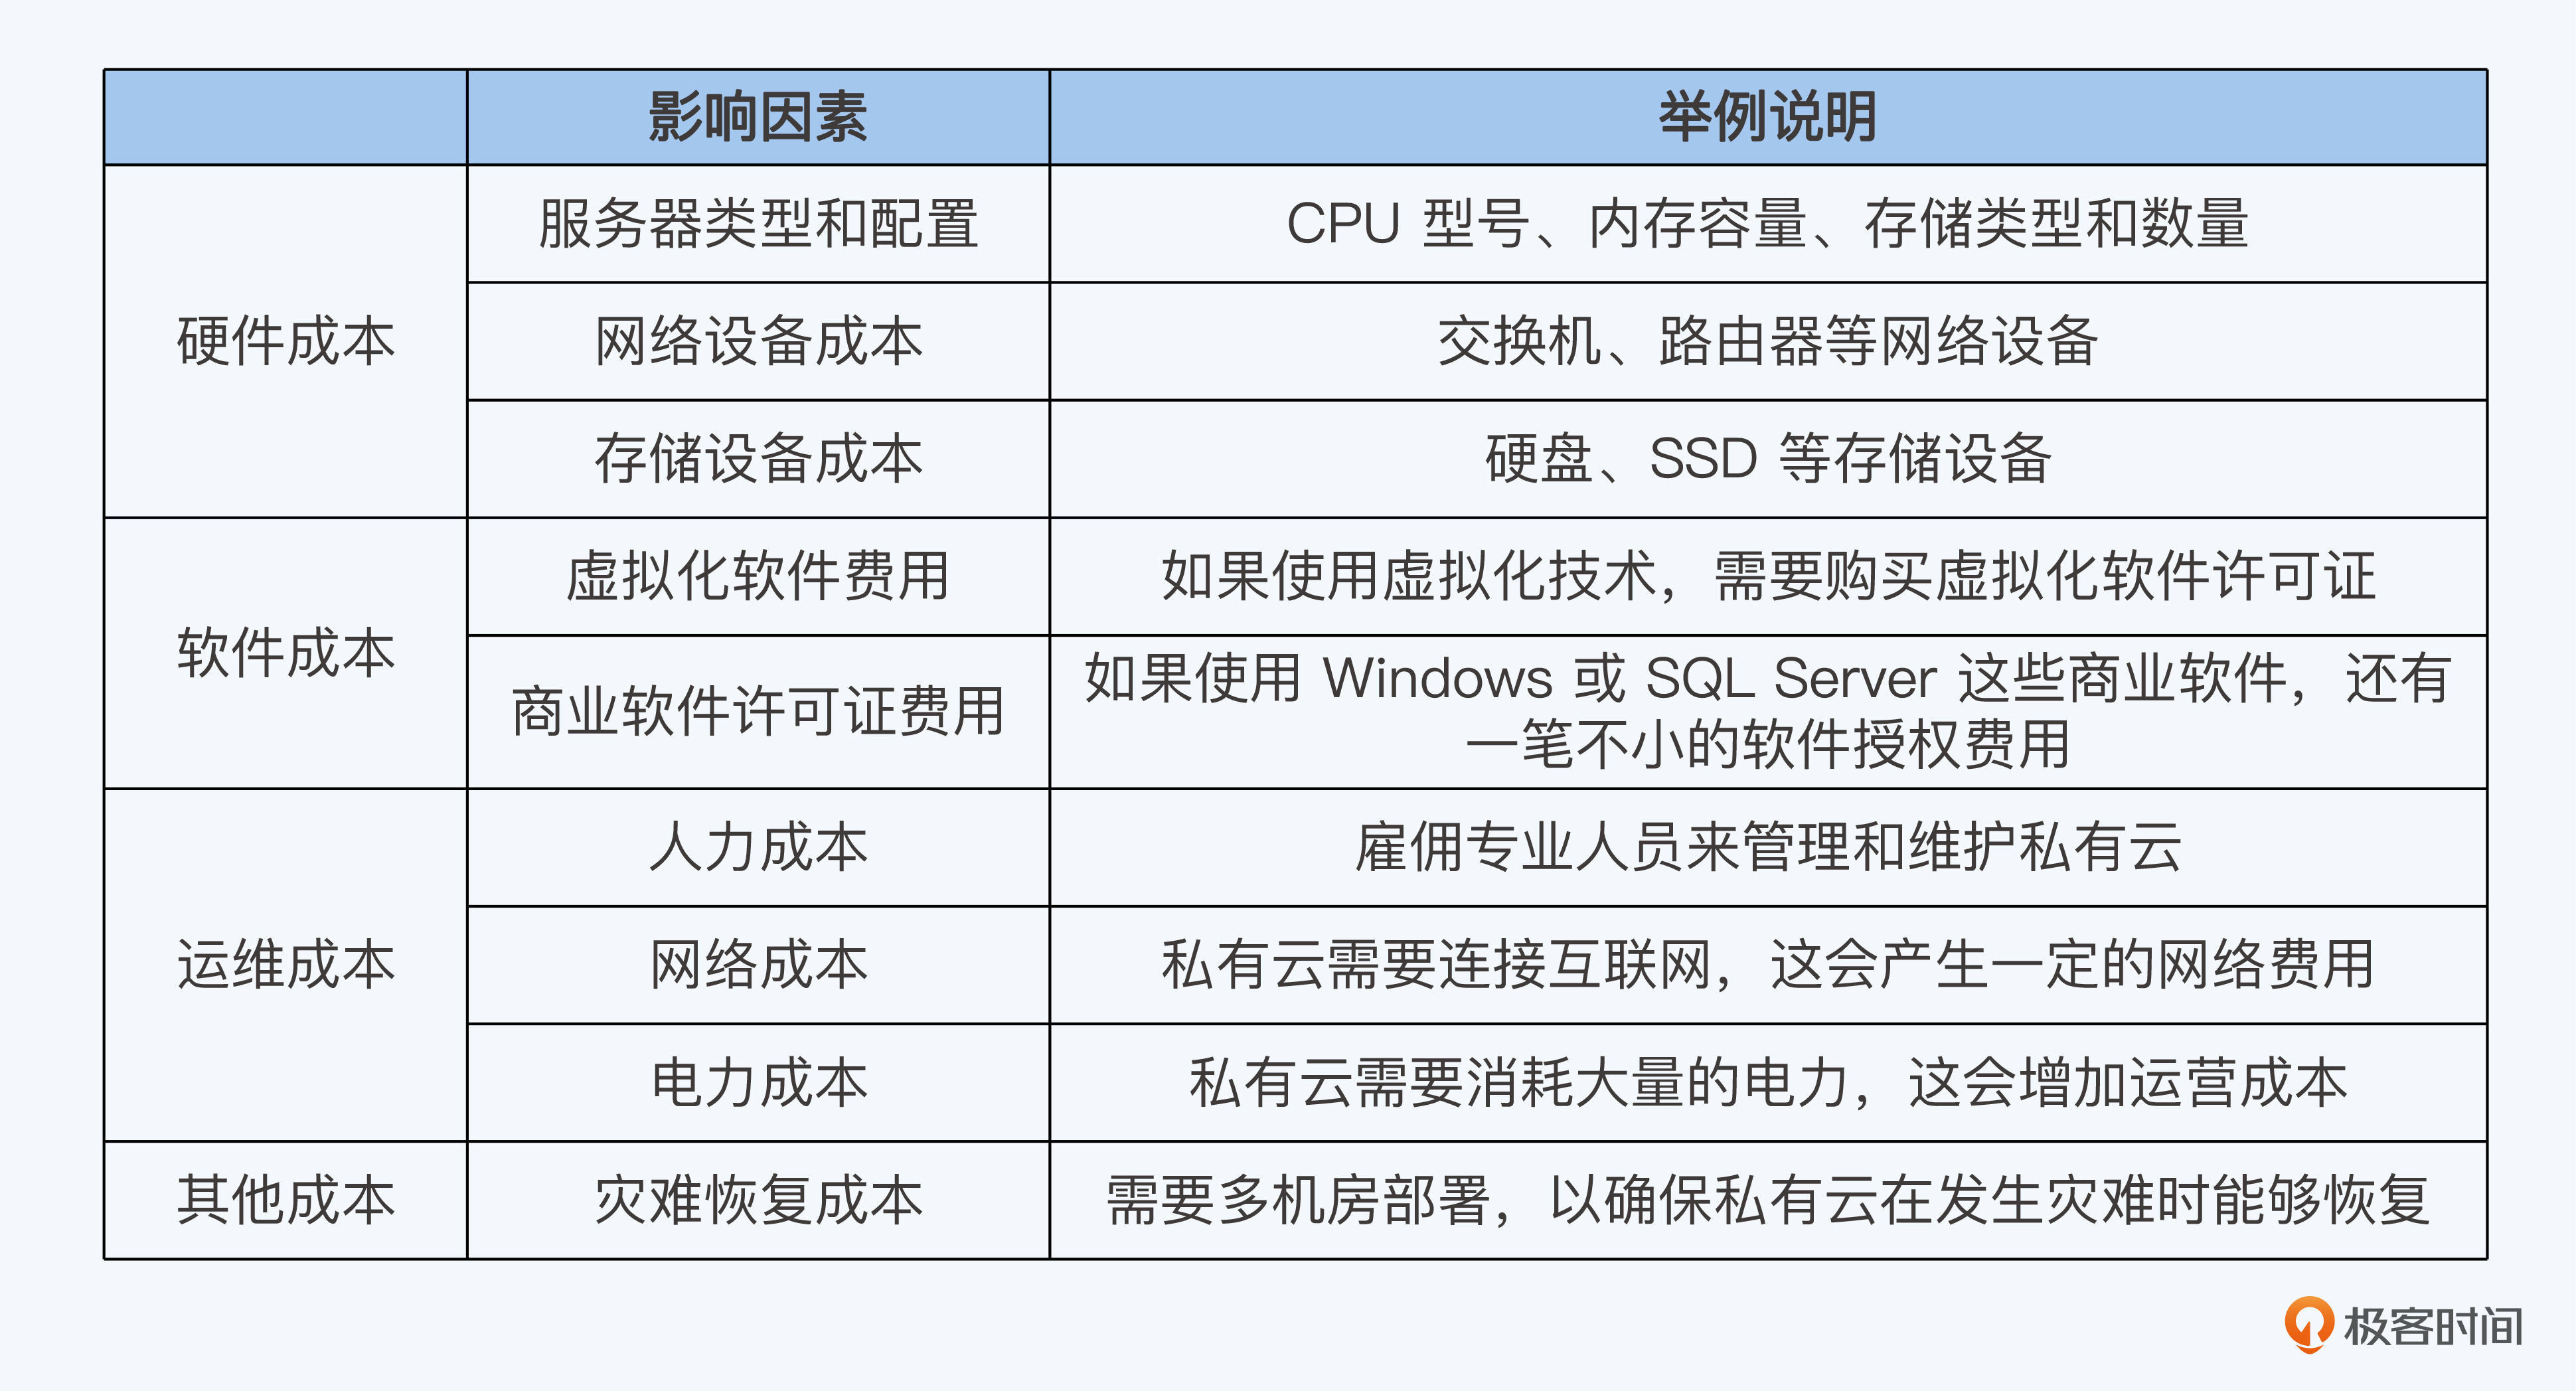 影响因素
举例说明
硬件成本
服务器类型和配置
CPU 型号、内存容量、存储类型和数量
网络设备成本
交换机、路由器等网络设备
存储设备成本
硬盘、SSD 等存储设备
软件成本
虚拟化软件费用
如果使用虚拟化技术，需要购买虚拟化软件许可证
商业软件许可证费用
如果使用 Windows 或 SQL Server 这些商业软件，还有
一笔不小的软件授权费用
运维成本
人力成本
雇佣专业人员来管理和维护私有云
网络成本
私有云需要连接互联网，这会产生一定的网络费用
电力成本
私有云需要消耗大量的电力，这会增加运营成本
其他成本
灾难恢复成本
需要多机房部署，以确保私有云在发生灾难时能够恢复
极客时间